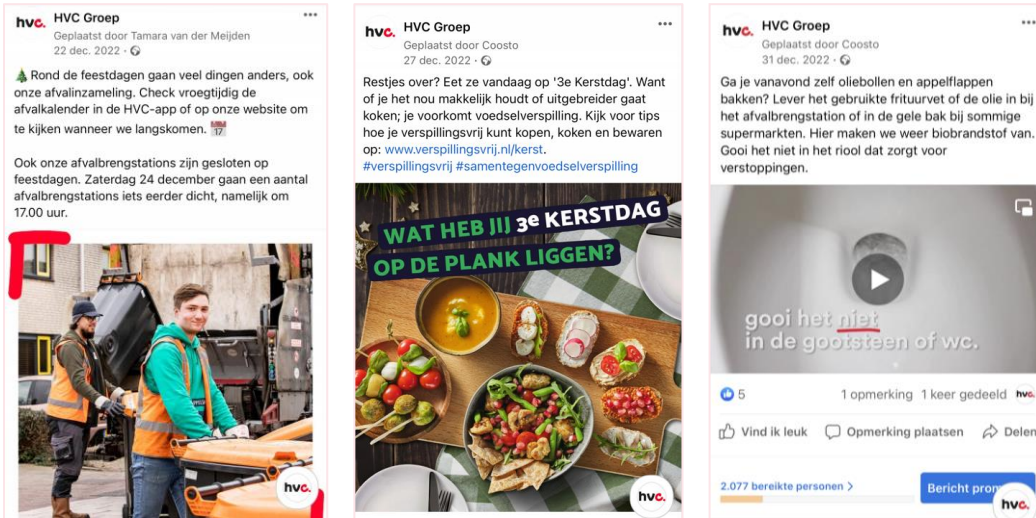 hvc.
HVC Groep
Geplaatst door Tamara van der Meijden
22 dec. 2022 ·
🎄 Rond de feestdagen gaan veel dingen anders, ook
onze afvalinzameling. Check vroegtijdig de
afvalkalender in de HVC-app of op onze website om
te kijken wanneer we langskomen. 📅
17
Ook onze afvalbrengstations zijn gesloten op
feestdagen. Zaterdag 24 december gaan een aantal
afvalbrengstations iets eerder dicht, namelijk om
17.00 uur.
hvc.
hvc.
HVC Groep
Geplaatst door Coosto
27 dec. 2022 ·
Restjes over? Eet ze vandaag op '3e Kerstdag'. Want
of je het nou makkelijk houdt of uitgebreider gaat
koken; je voorkomt voedselverspilling. Kijk voor tips
hoe je verspillingsvrij kunt kopen, koken en bewaren
op: www.verspillingsvrij.nl/kerst.
#verspillingsvrij #samentegenvoedselverspilling
WAT HEB JIJ 3e KERSTDAG
OP DE PLANK LIGGEN?
hvc.
hvc.
HVC Groep
Geplaatst door Coosto
31 dec. 2022 ·
Ga je vanavond zelf oliebollen en appelflappen
bakken? Lever het gebruikte frituurvet of de olie in bij
het afvalbrengstation of in de gele bak bij sommige
supermarkten. Hier maken we weer biobrandstof van.
Gooi het niet in het riool dat zorgt voor
verstoppingen.
gooi het niet
in de gootsteen of wc.
5
1 opmerking 1 keer gedeeld hvc.
Vind ik leuk Opmerking plaatsen Delen
2.077 bereikte personen
Bericht pro
hvc.